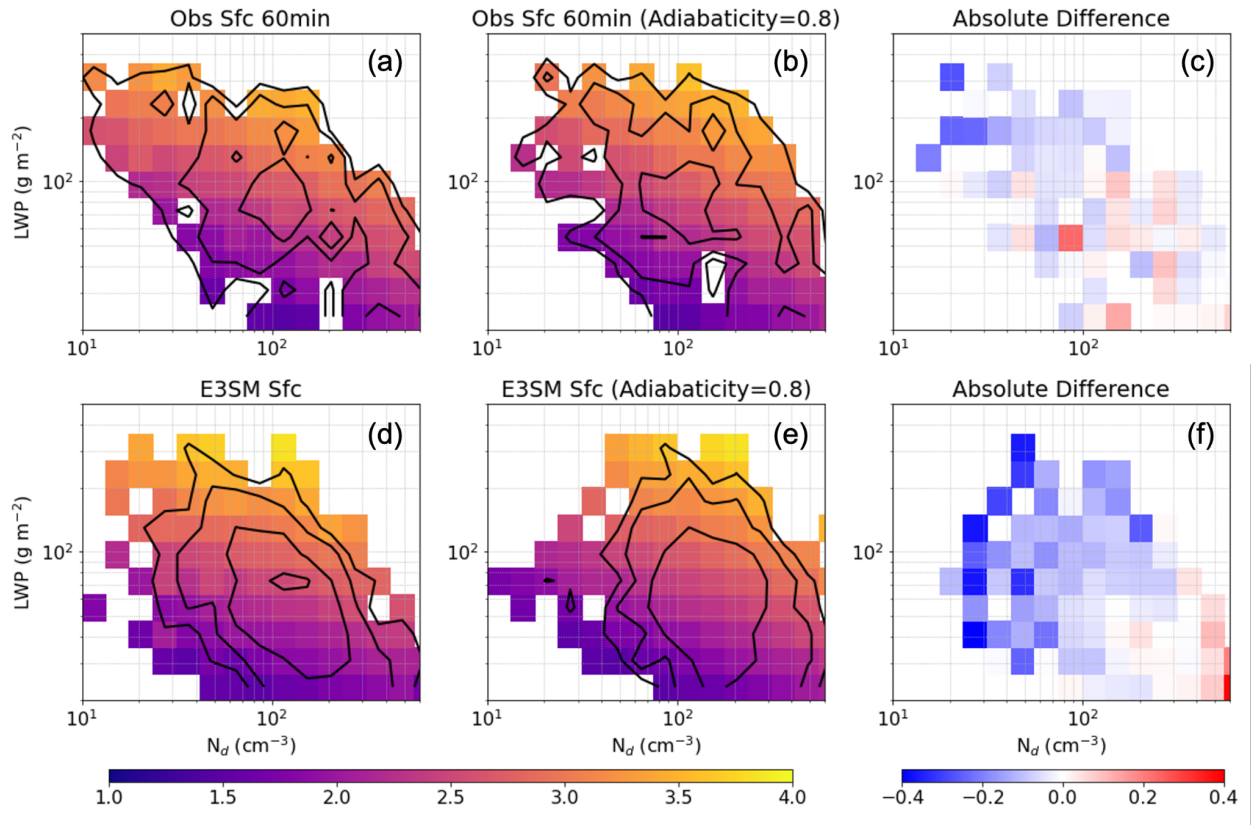 Obs Sfc 60min
Obs Sfc 60min (Adiabaticity=0.8)
Absolute Difference
(a)
(b)
(c)
LWP (g m⁻²)
10²
10¹
10²
10¹
10²
10¹
10²
E3SM Sfc
E3SM Sfc (Adiabaticity=0.8)
Absolute Difference
(d)
(e)
(f)
LWP (g m⁻²)
10²
10²
10²
10¹
10²
10¹
10²
10¹
10²
N_d (cm⁻³)
N_d (cm⁻³)
N_d (cm⁻³)
1.0 1.5 2.0 2.5 3.0 3.5 4.0
−0.4 −0.2 0.0 0.2 0.4